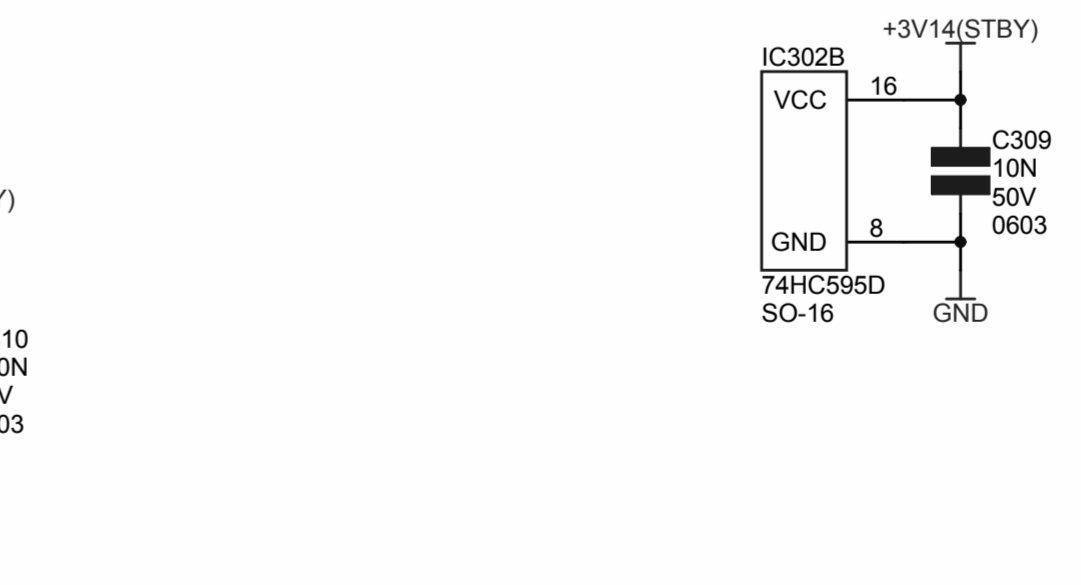 +3V14(STBY)
IC302B
VCC
16
C309
10N
50V
0603
GND
8
74HC595D
SO-16
GND
Y)
10
0N
V
03